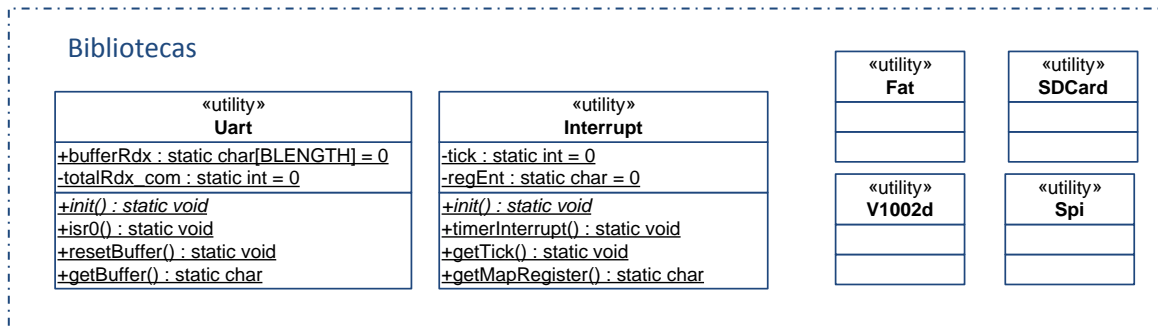 Bibliotecas
«utility»
Uart
+bufferRdx : static char[BLENGTH] = 0
-totalRdx_com : static int = 0
+init() : static void
+isr0() : static void
+resetBuffer() : static void
+getBuffer() : static char
«utility»
Interrupt
-tick : static int = 0
-regEnt : static char = 0
+init() : static void
+timerInterrupt() : static void
+getTick() : static void
+getMapRegister() : static char
«utility»
Fat
«utility»
SDCard
«utility»
V1002d
«utility»
Spi